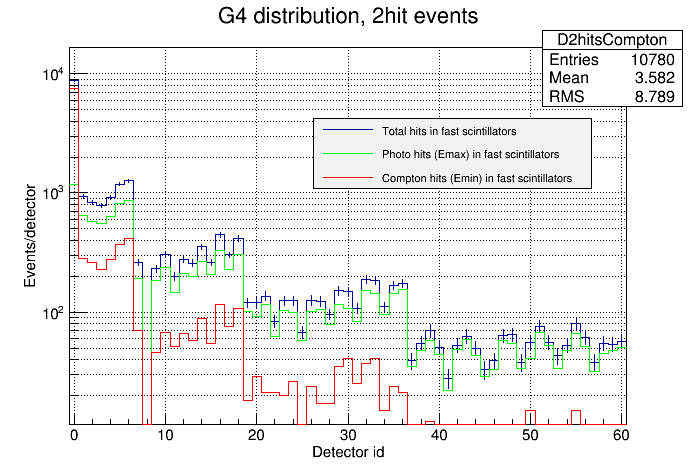 G4 distribution, 2hit events
D2hitsCompton
Entries 10780
Mean 3.582
RMS 8.789
Total hits in fast scintillators
Photo hits (Emax) in fast scintillators
Compton hits (Emin) in fast scintillators
Events/detector
10⁴
10³
10²
0 10 20 30 40 50 60
Detector id